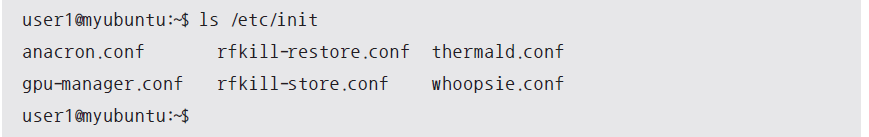 user1@myubuntu:~$ ls /etc/init
anacron.conf rfkill-restore.conf thermald.conf
gpu-manager.conf rfkill-store.conf whoopsie.conf
user1@myubuntu:~$